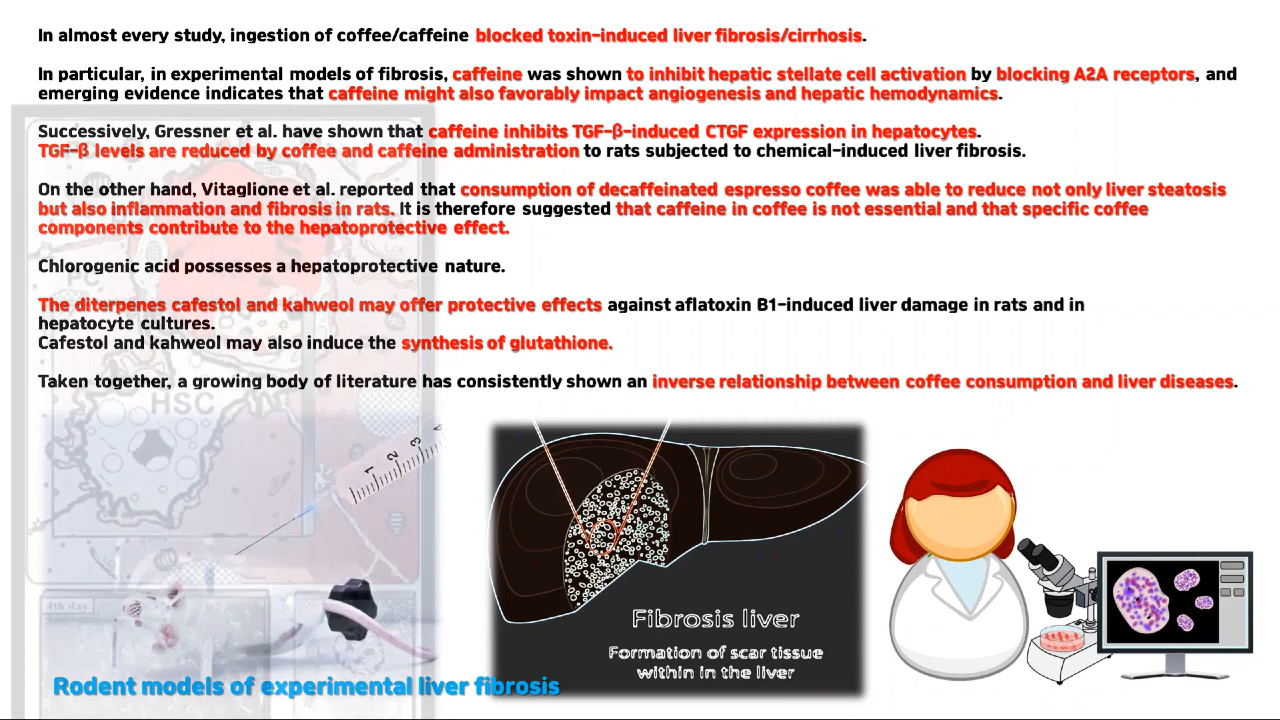 In almost every study, ingestion of coffee/caffeine blocked toxin-induced liver fibrosis/cirrhosis.
In particular, in experimental models of fibrosis, caffeine was shown to inhibit hepatic stellate cell activation by blocking A2A receptors, and
emerging evidence indicates that caffeine might also favorably impact angiogenesis and hepatic hemodynamics.
Successively, Gressner et al. have shown that caffeine inhibits TGF-β-induced CTGF expression in hepatocytes.
TGF-β levels are reduced by coffee and caffeine administration to rats subjected to chemical-induced liver fibrosis.
On the other hand, Vitaglione et al. reported that consumption of decaffeinated espresso coffee was able to reduce not only liver steatosis
but also inflammation and fibrosis in rats. It is therefore suggested that caffeine in coffee is not essential and that specific coffee
components contribute to the hepatoprotective effect.
PC
Chlorogenic acid possesses a hepatoprotective nature.
The diterpenes cafestol and kahweol may offer protective effects against aflatoxin B1-induced liver damage in rats and in
hepatocyte cultures.
Cafestol and kahweol may also induce the synthesis of glutathione.
Taken together, a growing body of literature has consistently shown an inverse relationship between coffee consumption and liver diseases.
HSC
1 2 3 4
4th day
Fibrosis liver
Formation of scar tissue
within in the liver
Rodent models of experimental liver fibrosis